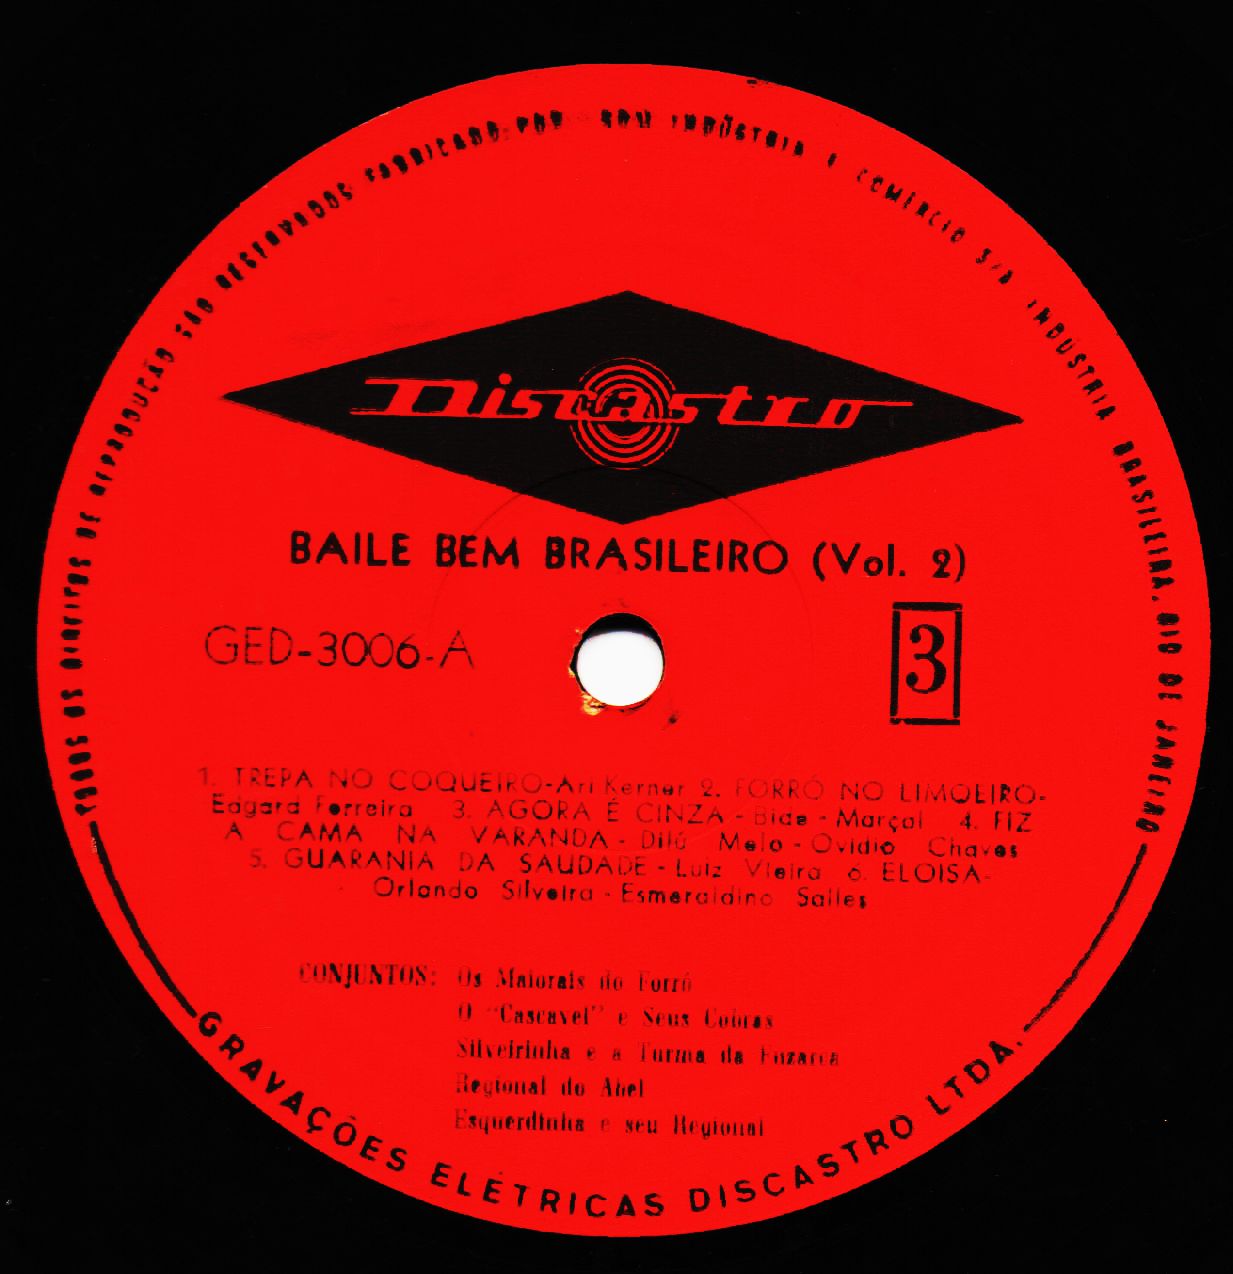 TODOS OS DIREITOS DE REPRODUÇÃO SÃO RESERVADOS FABRICADO POR SOM INDÚSTRIA E COMÉRCIO S/A INDÚSTRIA BRASILEIRA. RIO DE JANEIRO
Discastro
BAILE BEM BRASILEIRO (Vol. 2)
GED-3006-A
3
1. TREPA NO COQUEIRO-Ari Kerner 2. FORRÓ NO LIMOEIRO-
Edgard Ferreira 3. AGORA É CINZA - Bide - Marçal 4. FIZ
A CAMA NA VARANDA - Dilú Melo - Ovidio Chaves
5. GUARANIA DA SAUDADE - Luiz Vieira 6. ELOISA-
Orlando Silveira - Esmeraldino Salles
CONJUNTOS: Os Maiorais do Forró
O "Cascavel" e Seus Cobras
Silveirinha e a Turma da Fuzarca
Regional do Abel
Esquerdinha e seu Regional
GRAVAÇÕES ELÉTRICAS DISCASTRO LTDA.